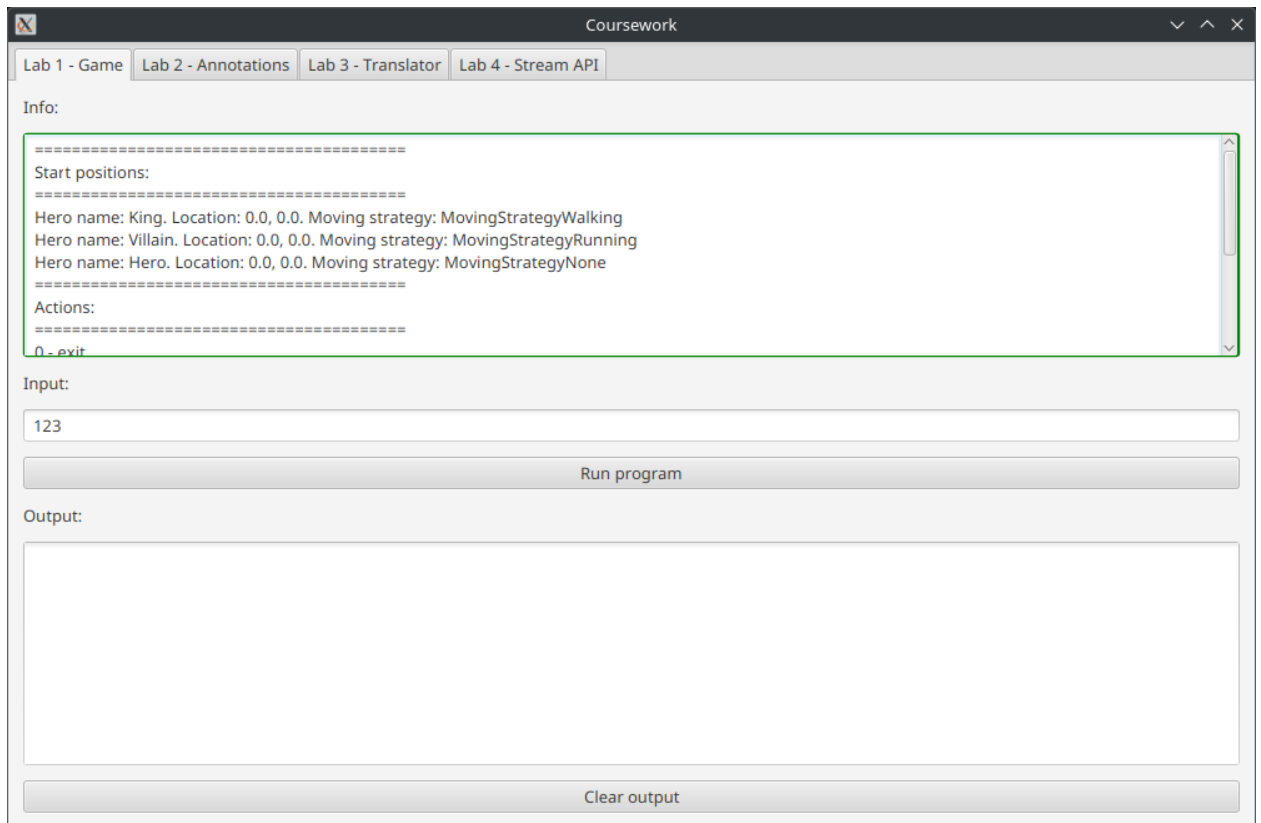 Coursework
Lab 1 - Game Lab 2 - Annotations Lab 3 - Translator Lab 4 - Stream API
Info:
========================================
Start positions:
========================================
Hero name: King. Location: 0.0, 0.0. Moving strategy: MovingStrategyWalking
Hero name: Villain. Location: 0.0, 0.0. Moving strategy: MovingStrategyRunning
Hero name: Hero. Location: 0.0, 0.0. Moving strategy: MovingStrategyNone
========================================
Actions:
========================================
0 - exit
Input:
123
Run program
Output:
Clear output